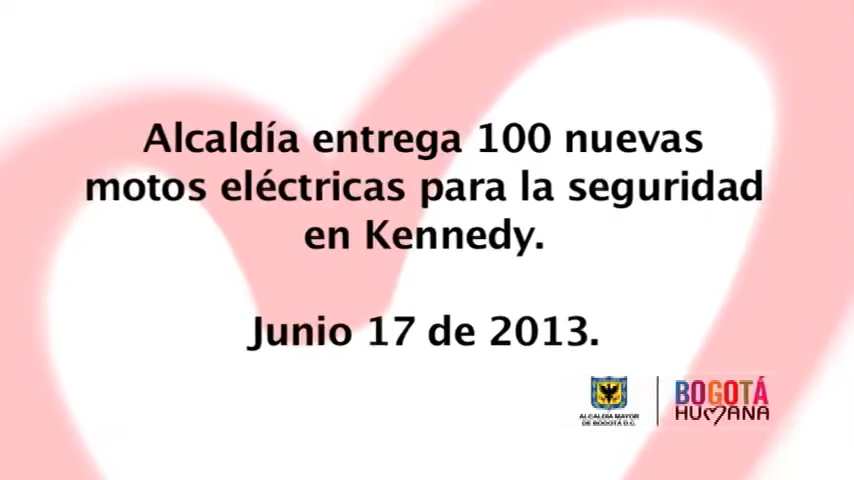 Alcaldía entrega 100 nuevas
motos eléctricas para la seguridad
en Kennedy.
Junio 17 de 2013.
ALCALDIA MAYOR
DE BOGOTÁ D.C.
BOGOTÁ
HUMANA